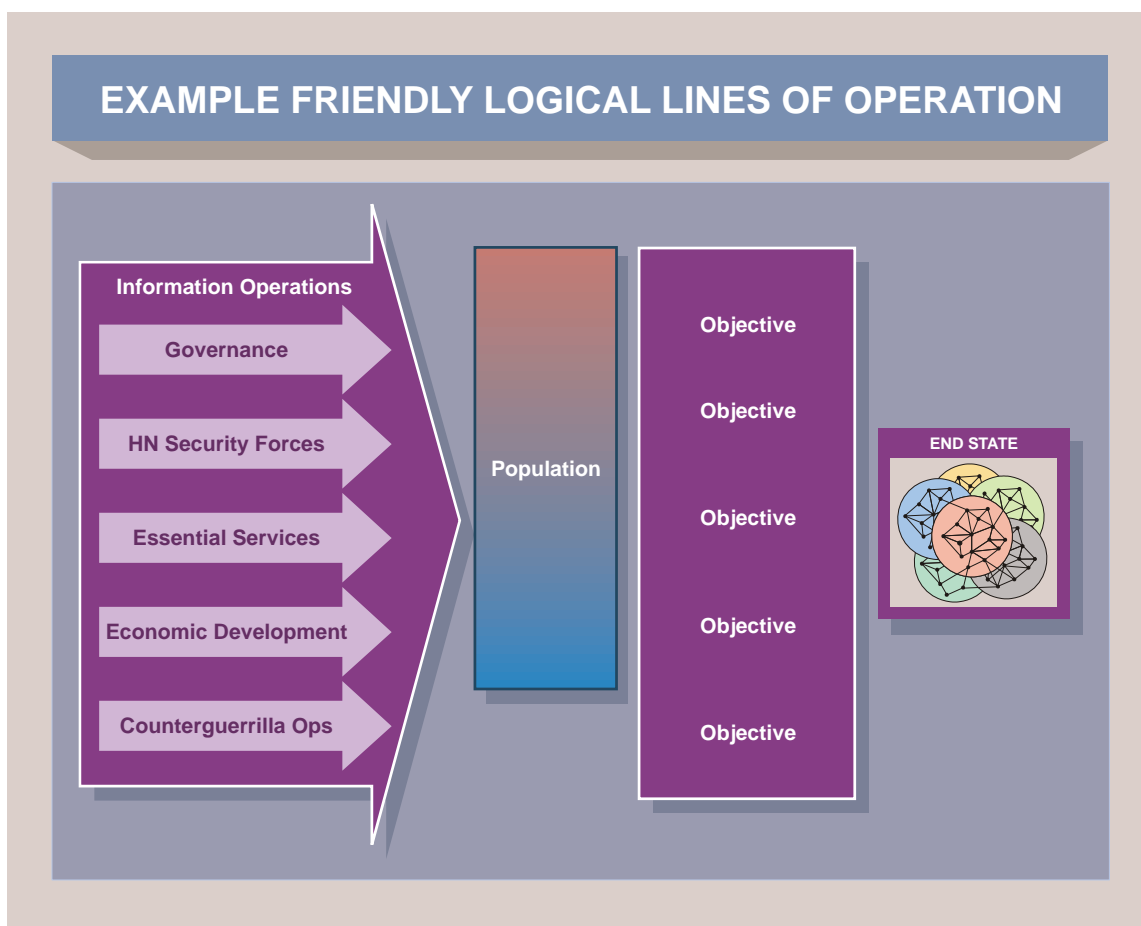 EXAMPLE FRIENDLY LOGICAL LINES OF OPERATION
Information Operations
Governance
HN Security Forces
Essential Services
Economic Development
Counterguerrilla Ops
Population
Objective
Objective
Objective
Objective
Objective
END STATE